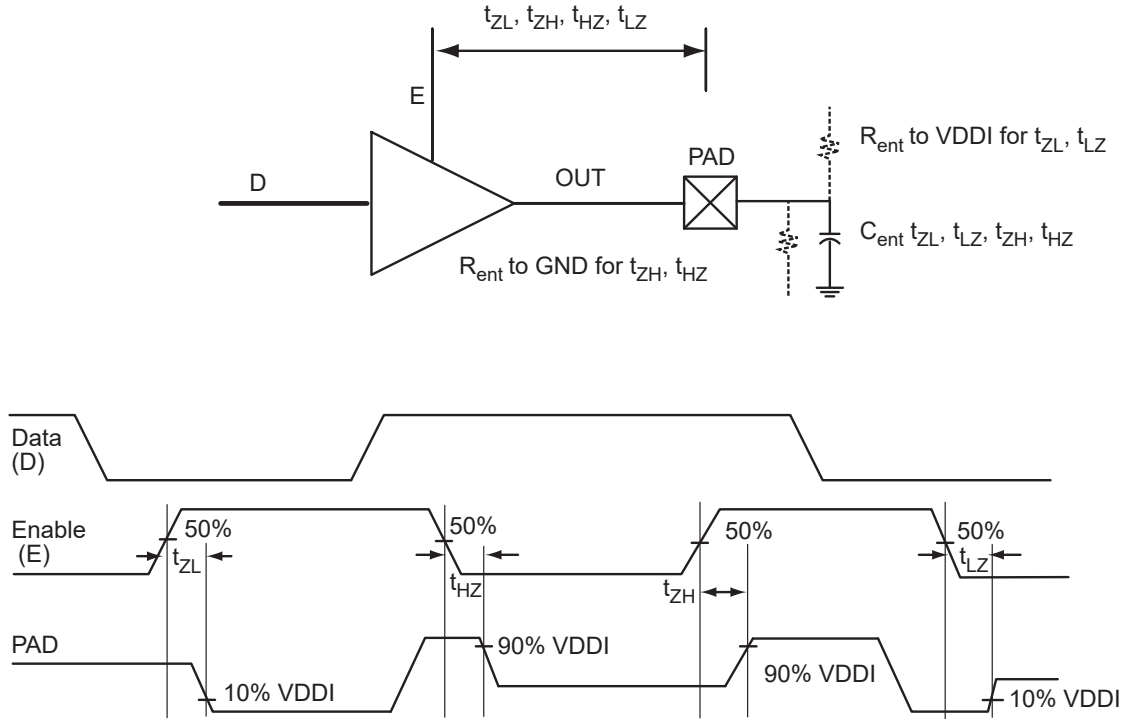 tZL, tZH, tHZ, tLZ
E
D
OUT
PAD
Rent to VDDI for tZL, tLZ
Cent tZL, tLZ, tZH, tHZ
Rent to GND for tZH, tHZ
Data
(D)
Enable
(E)
50%
50%
50%
50%
tZL
tHZ
tZH
tLZ
PAD
10% VDDI
90% VDDI
90% VDDI
10% VDDI